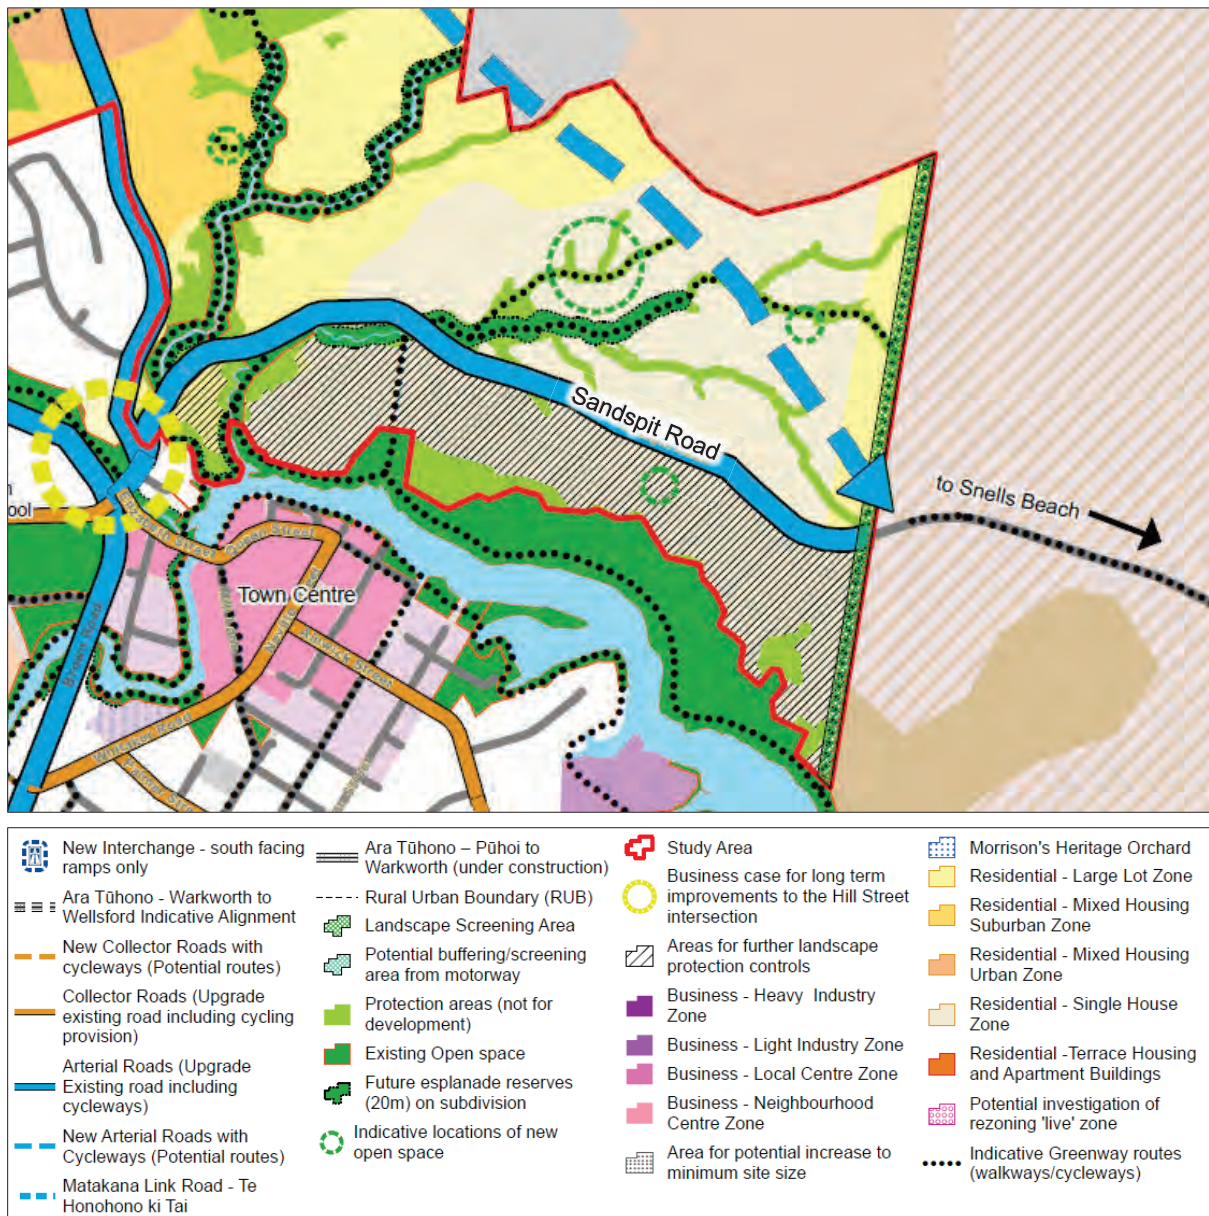 Sandspit Road
to Snells Beach
ool
Elizabeth Street
Queen Street
Town Centre
Neville
Alnwick Street
Brown Road
Whitaker Road
Palmer Stre
New Interchange - south facing
ramps only
Ara Tūhono - Warkworth to
Wellsford Indicative Alignment
New Collector Roads with
cycleways (Potential routes)
Collector Roads (Upgrade
existing road including cycling
provision)
Arterial Roads (Upgrade
Existing road including
cycleways)
New Arterial Roads with
Cycleways (Potential routes)
Matakana Link Road - Te
Honohono ki Tai
Ara Tūhono – Pūhoi to
Warkworth (under construction)
Rural Urban Boundary (RUB)
Landscape Screening Area
Potential buffering/screening
area from motorway
Protection areas (not for
development)
Existing Open space
Future esplanade reserves
(20m) on subdivision
Indicative locations of new
open space
Study Area
Business case for long term
improvements to the Hill Street
intersection
Areas for further landscape
protection controls
Business - Heavy Industry
Zone
Business - Light Industry Zone
Business - Local Centre Zone
Business - Neighbourhood
Centre Zone
Area for potential increase to
minimum site size
Morrison's Heritage Orchard
Residential - Large Lot Zone
Residential - Mixed Housing
Suburban Zone
Residential - Mixed Housing
Urban Zone
Residential - Single House
Zone
Residential -Terrace Housing
and Apartment Buildings
Potential investigation of
rezoning 'live' zone
Indicative Greenway routes
(walkways/cycleways)